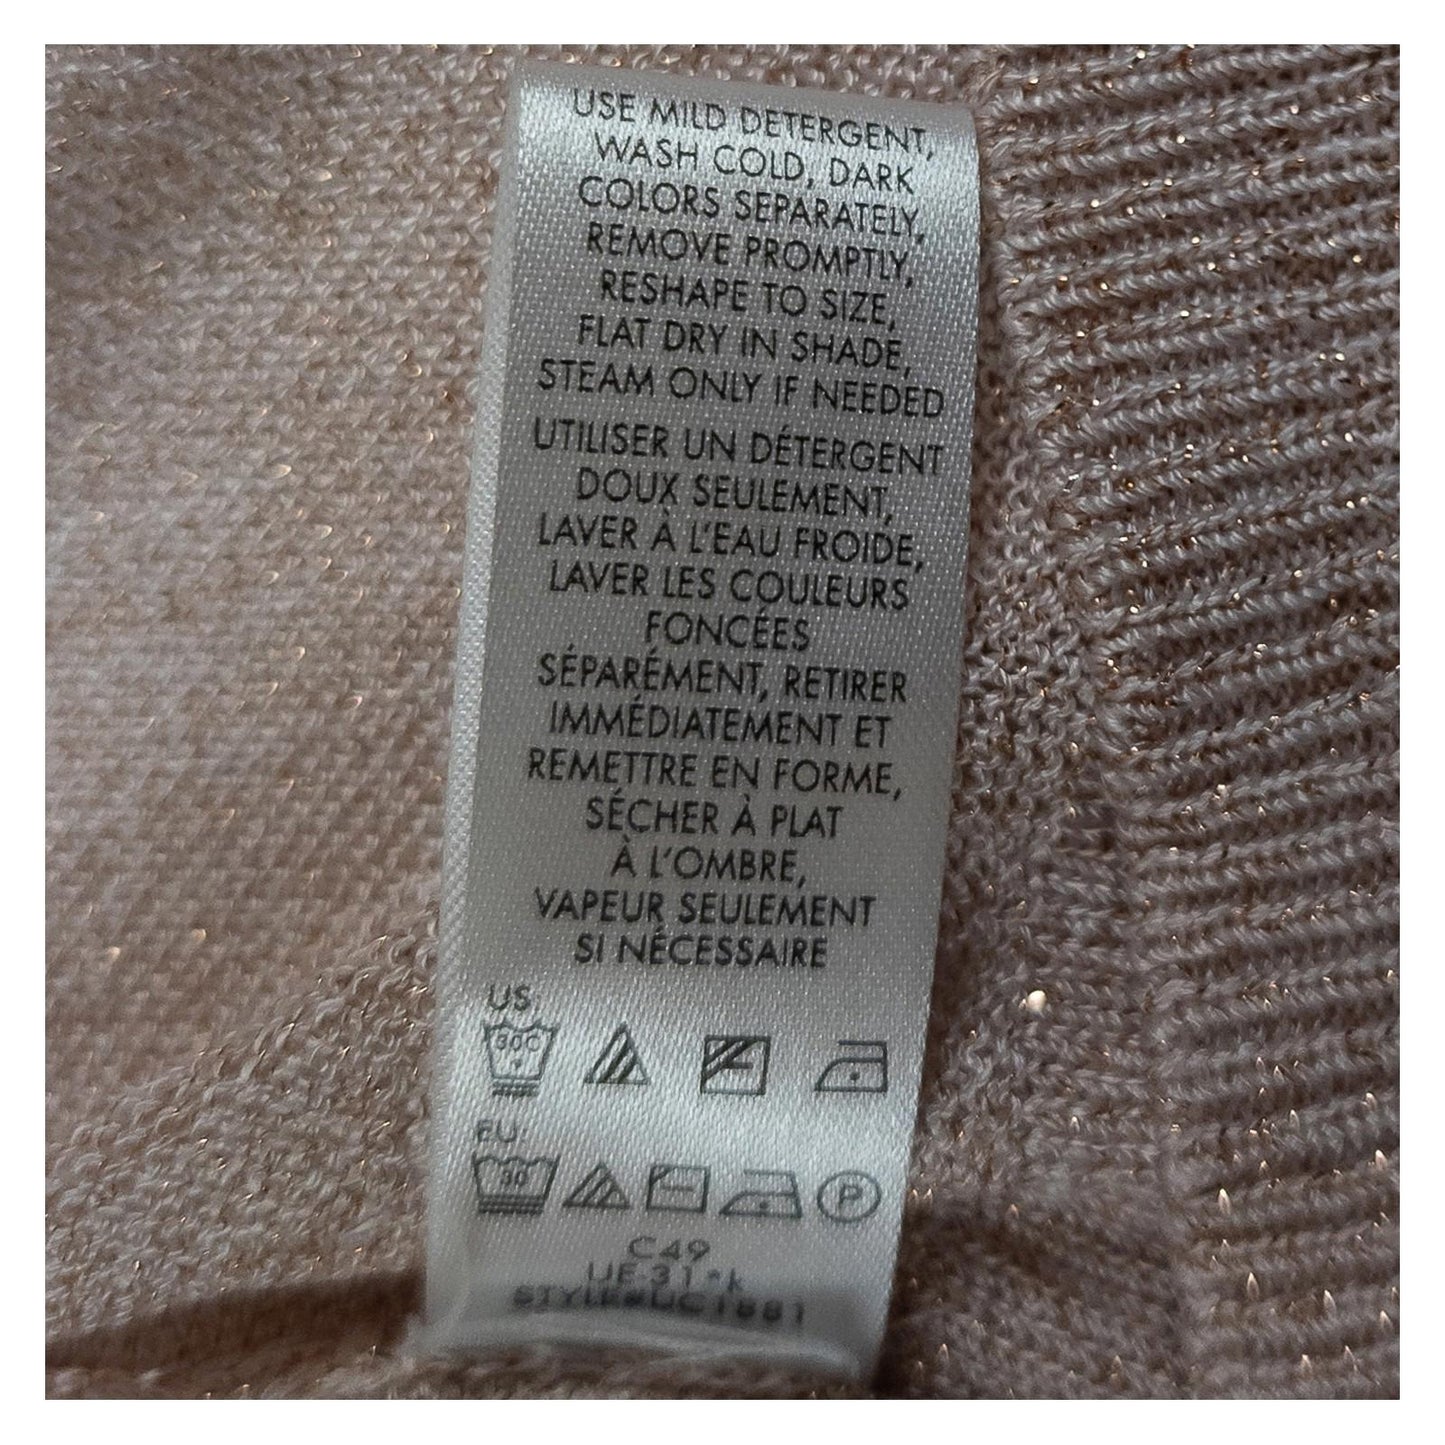 USE MILD DETERGENT,
WASH COLD, DARK
COLORS SEPARATELY,
REMOVE PROMPTLY,
RESHAPE TO SIZE,
FLAT DRY IN SHADE,
STEAM ONLY IF NEEDED
UTILISER UN DÉTERGENT
DOUX SEULEMENT,
LAVER À L'EAU FROIDE,
LAVER LES COULEURS
FONCÉES
SÉPARÉMENT, RETIRER
IMMÉDIATEMENT ET
REMETTRE EN FORME,
SÉCHER À PLAT
À L'OMBRE,
VAPEUR SEULEMENT
SI NÉCESSAIRE
US:
30C
EU:
30 P
C49